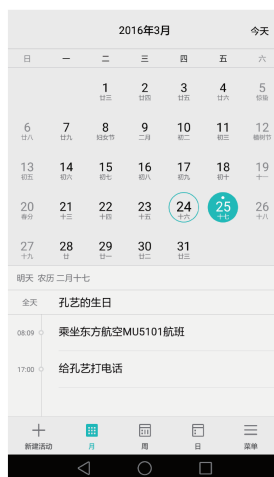 2016年3月 今天
日 一 二 三 四 五 六
1 2 3 4 5
廿三 廿四 廿五 廿六 惊蛰
6 7 8 9 10 11 12
廿八 廿九 妇女节 二月 初二 初三 植树节
13 14 15 16 17 18 19
初五 初六 初七 初八 初九 初十 十一
20 21 22 23 24 25 26
春分 十三 十四 十五 十六 十七 十八
27 28 29 30 31
十九 廿 廿一 廿二 廿三
明天 农历 二月十七
全天 孔艺的生日
08:09 乘坐东方航空MU5101航班
17:00 给孔艺打电话
新建活动 月 周 日 菜单